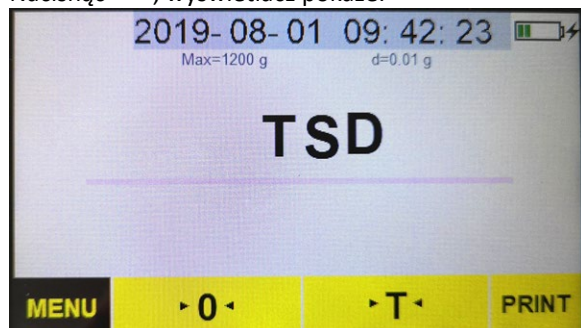 2019-08-01 09:42:23
Max=1200 g d=0.01 g
TSD
MENU ►0◄ ►T◄ PRINT